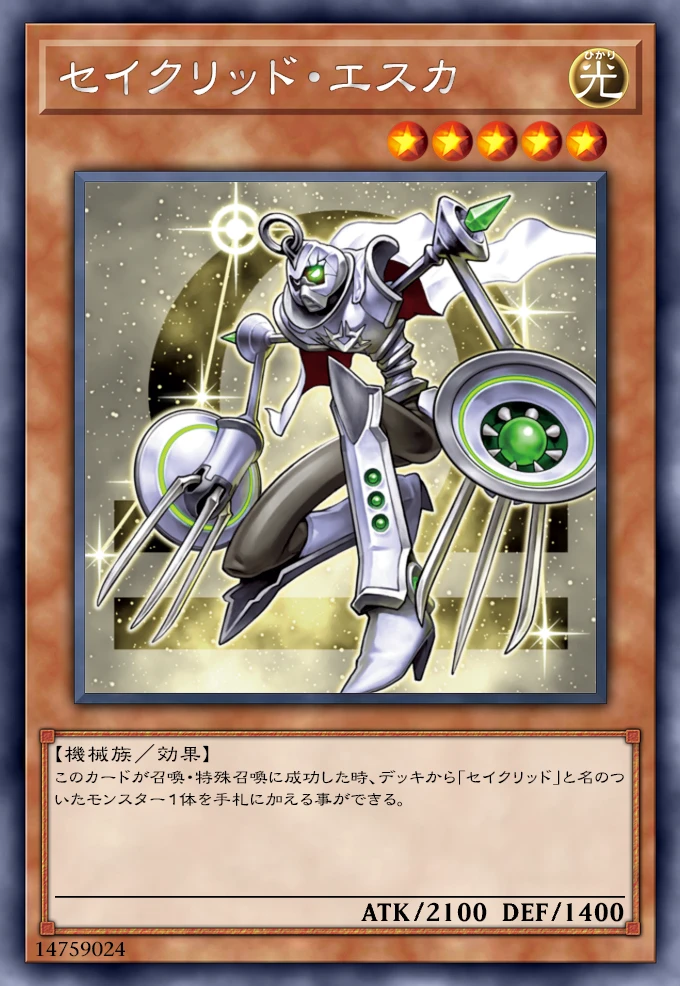 セイクリッド・エスカ
ひかり
光
【機械族／効果】
このカードが召喚・特殊召喚に成功した時、デッキから「セイクリッド」と名のつ
いたモンスター１体を手札に加える事ができる。
ATK/2100 DEF/1400
14759024